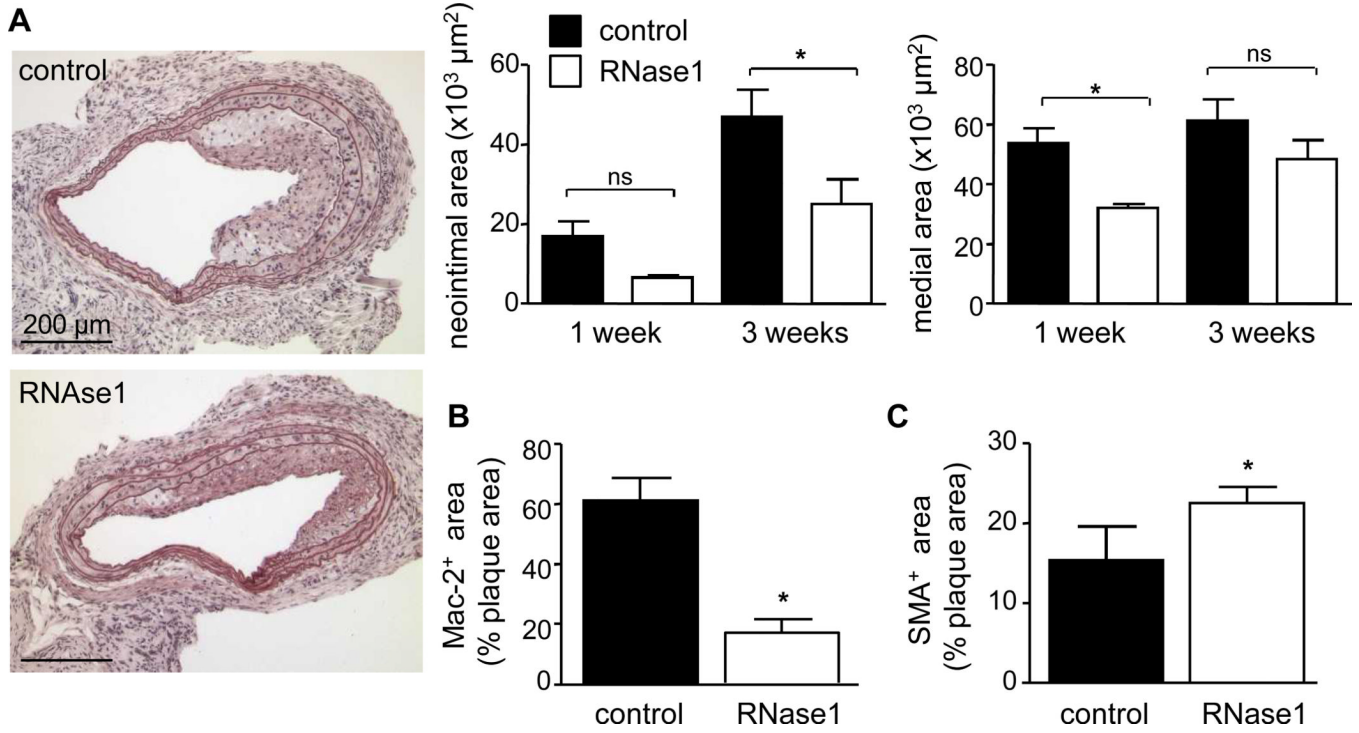 A
control
200 µm
RNAse1
control
RNase1
neointimal area (x10³ µm²)
60
40
20
0
ns
*
1 week
3 weeks
medial area (x10³ µm²)
80
60
40
20
0
*
ns
1 week
3 weeks
B
Mac-2⁺ area
(% plaque area)
80
60
40
20
0
*
control
RNase1
C
SMA⁺ area
(% plaque area)
30
20
10
0
*
control
RNase1